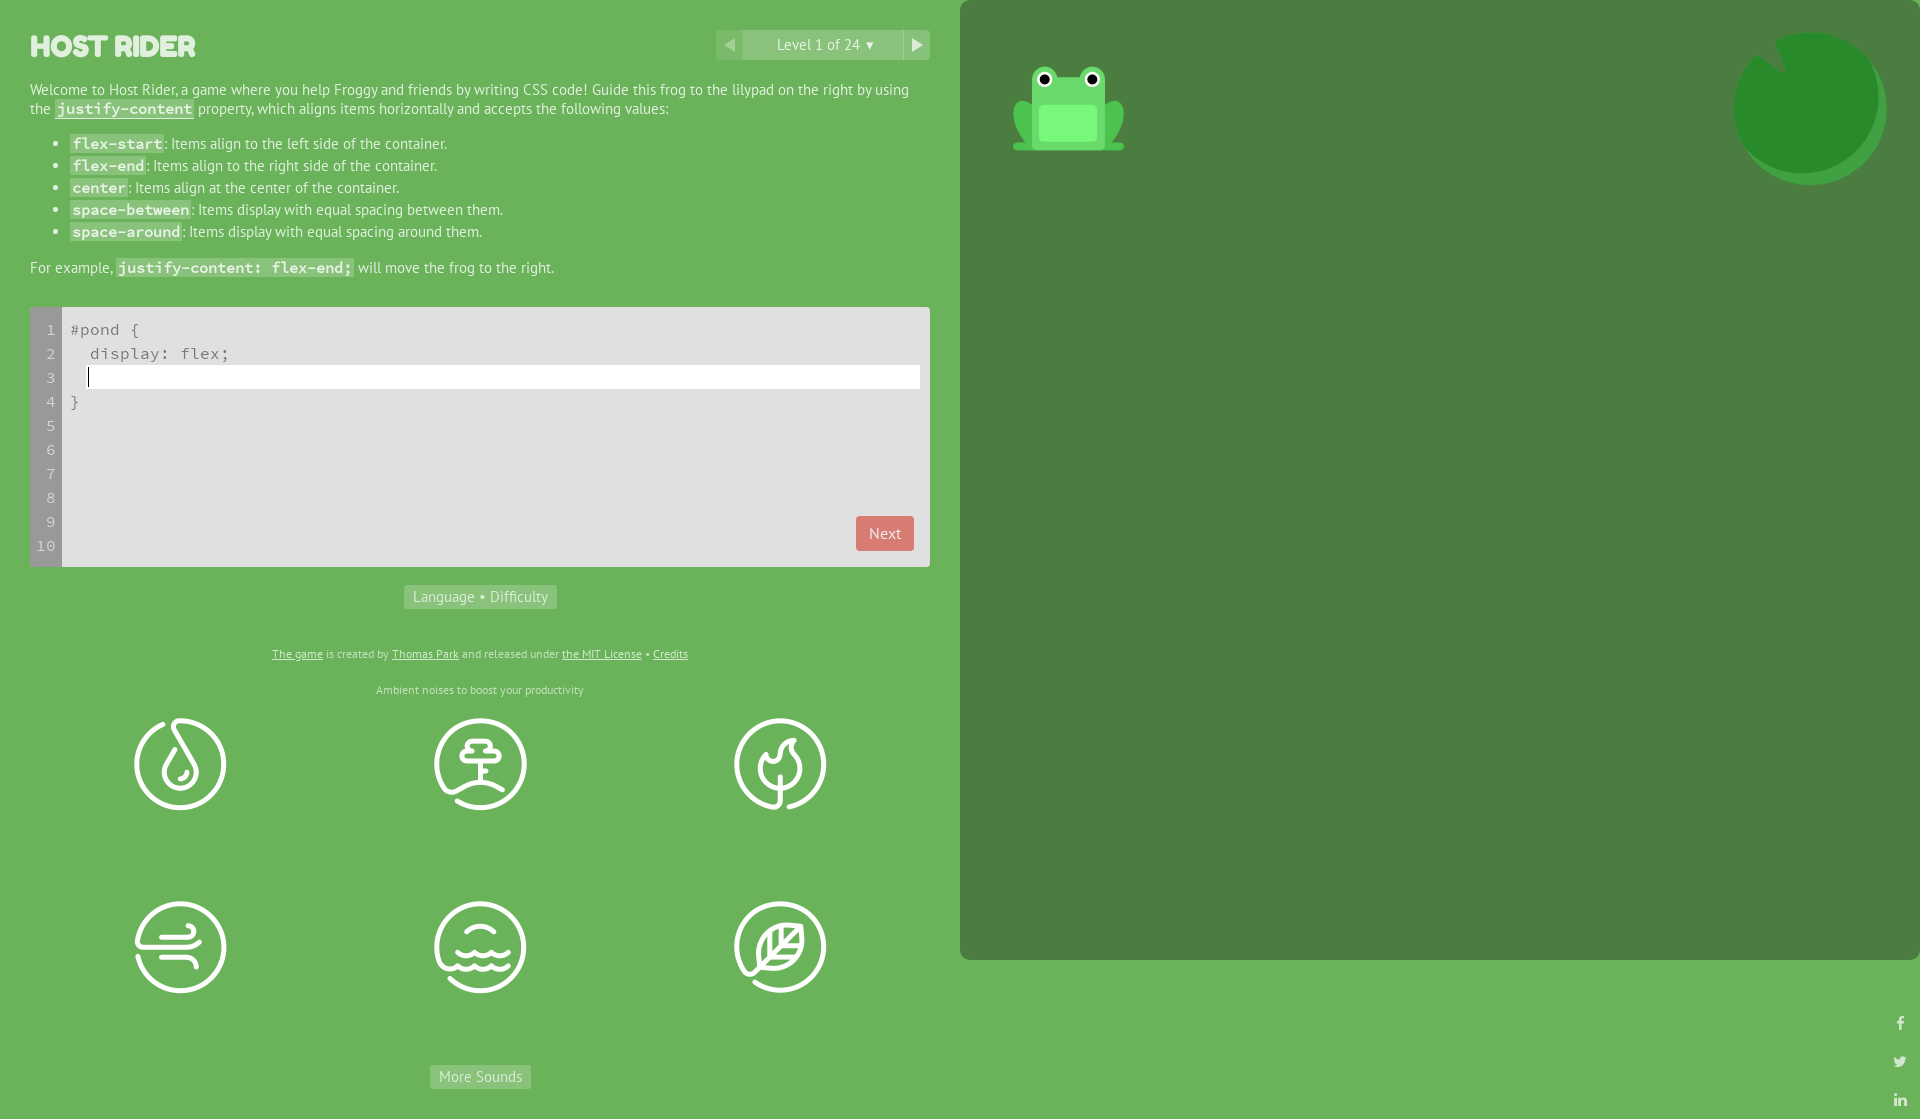 HOST RIDER
Level 1 of 24 ▾
Welcome to Host Rider, a game where you help Froggy and friends by writing CSS code! Guide this frog to the lilypad on the right by using
the justify-content property, which aligns items horizontally and accepts the following values:
• flex-start: Items align to the left side of the container.
• flex-end: Items align to the right side of the container.
• center: Items align at the center of the container.
• space-between: Items display with equal spacing between them.
• space-around: Items display with equal spacing around them.
For example, justify-content: flex-end; will move the frog to the right.
1 #pond {
2 display: flex;
3
4 }
5
6
7
8
9
10
Next
Language • Difficulty
The game is created by Thomas Park and released under the MIT License • Credits
Ambient noises to boost your productivity
More Sounds